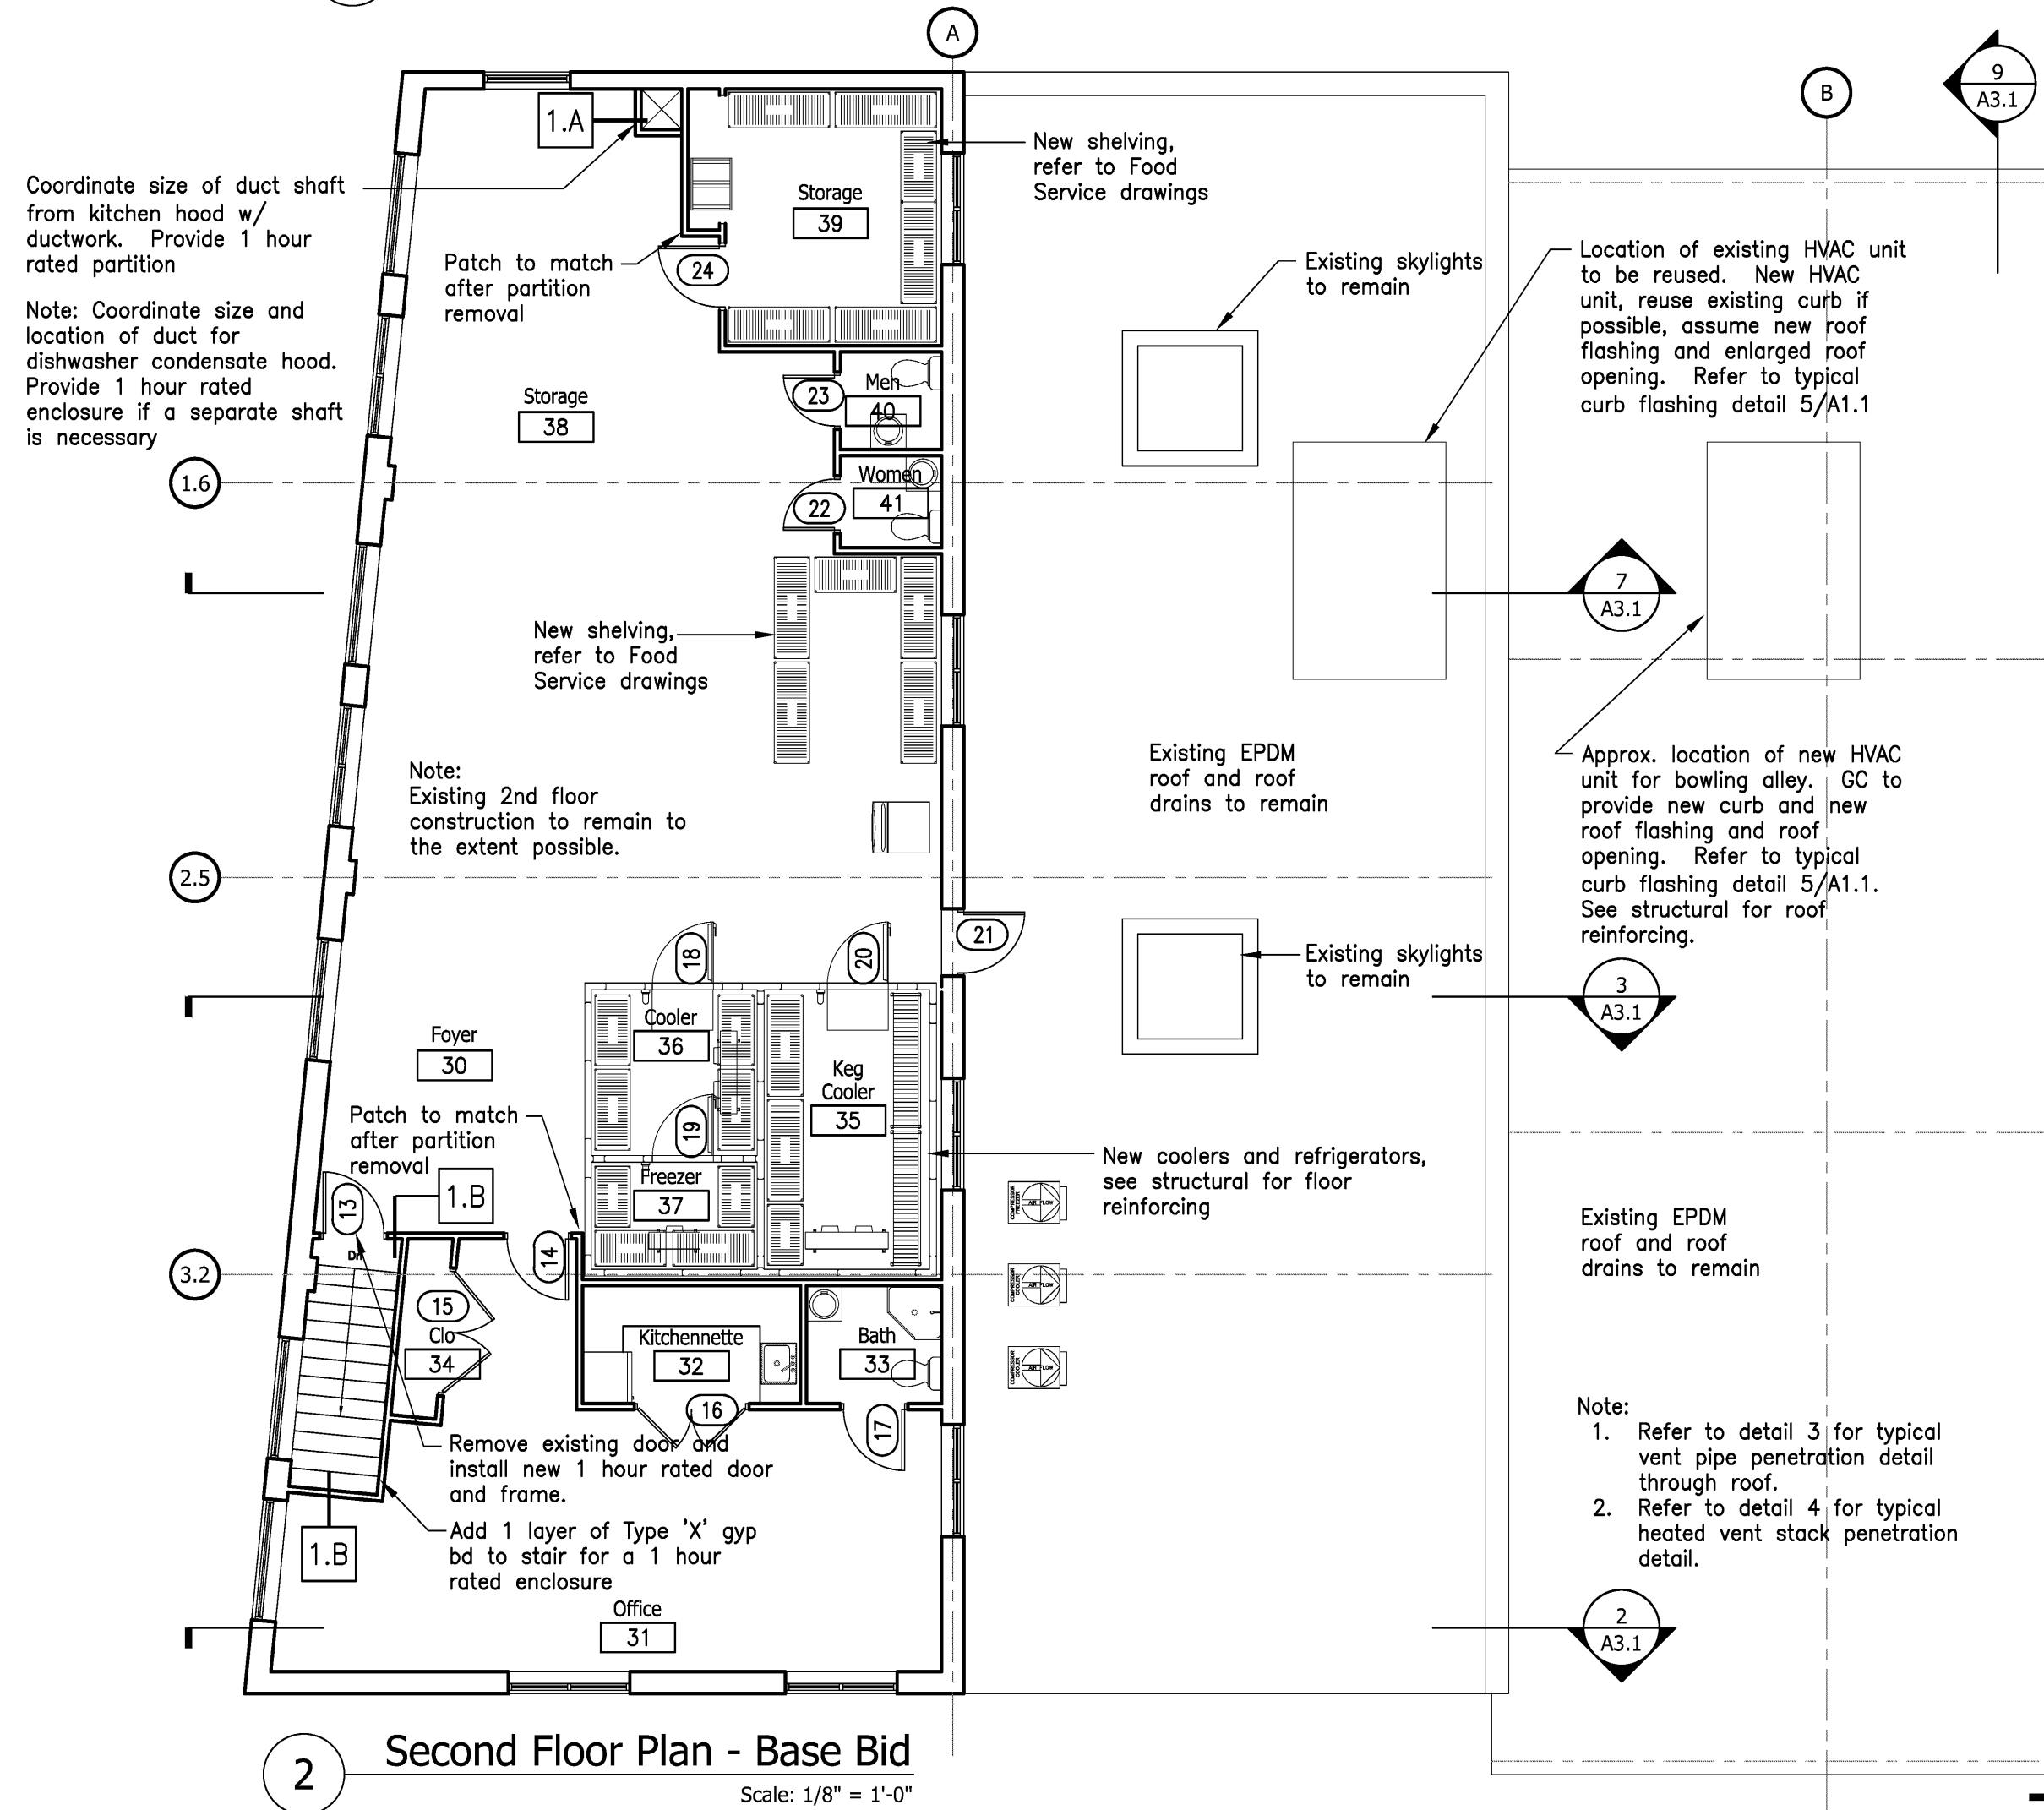 A
B
9
A3.1
1.A
New shelving,
refer to Food
Service drawings
Coordinate size of duct shaft
from kitchen hood w/
ductwork. Provide 1 hour
rated partition
Storage
39
Patch to match
after partition
removal
24
Existing skylights
to remain
Location of existing HVAC unit
to be reused. New HVAC
unit, reuse existing curb if
possible, assume new roof
flashing and enlarged roof
opening. Refer to typical
curb flashing detail 5/A1.1
Note: Coordinate size and
location of duct for
dishwasher condensate hood.
Provide 1 hour rated
enclosure if a separate shaft
is necessary
Storage
38
Men
40
23
Women
41
22
1.6
7
A3.1
New shelving,
refer to Food
Service drawings
Note:
Existing 2nd floor
construction to remain to
the extent possible.
Existing EPDM
roof and roof
drains to remain
Approx. location of new HVAC
unit for bowling alley. GC to
provide new curb and new
roof flashing and roof
opening. Refer to typical
curb flashing detail 5/A1.1.
See structural for roof
reinforcing.
2.5
18
20
21
Existing skylights
to remain
3
A3.1
Cooler
36
Foyer
30
Keg
Cooler
35
19
Patch to match
after partition
removal
1.B
Freezer
37
New coolers and refrigerators,
see structural for floor
reinforcing
COMPRESSOR
FREEZER
AIR FLOW
COMPRESSOR
COOLER
AIR FLOW
COMPRESSOR
COOLER
AIR FLOW
Existing EPDM
roof and roof
drains to remain
13
Dn
14
3.2
15
Clo
34
Kitchennette
32
Bath
33
16
17
Remove existing door and
install new 1 hour rated door
and frame.
Add 1 layer of Type 'X' gyp
bd to stair for a 1 hour
rated enclosure
1.B
Note:
1. Refer to detail 3 for typical
vent pipe penetration detail
through roof.
2. Refer to detail 4 for typical
heated vent stack penetration
detail.
Office
31
2
A3.1
2
Second Floor Plan - Base Bid
Scale: 1/8" = 1'-0"